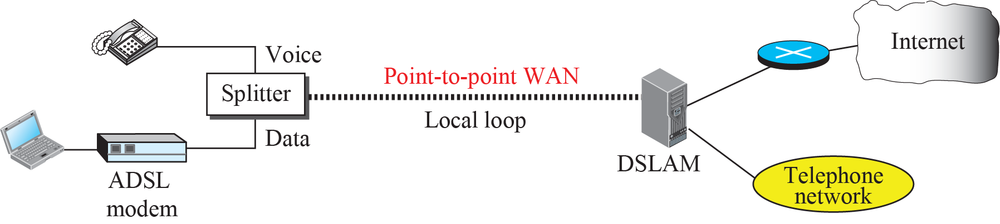 Voice
Splitter
Data
ADSL
modem
Point-to-point WAN
Local loop
DSLAM
Internet
Telephone
network